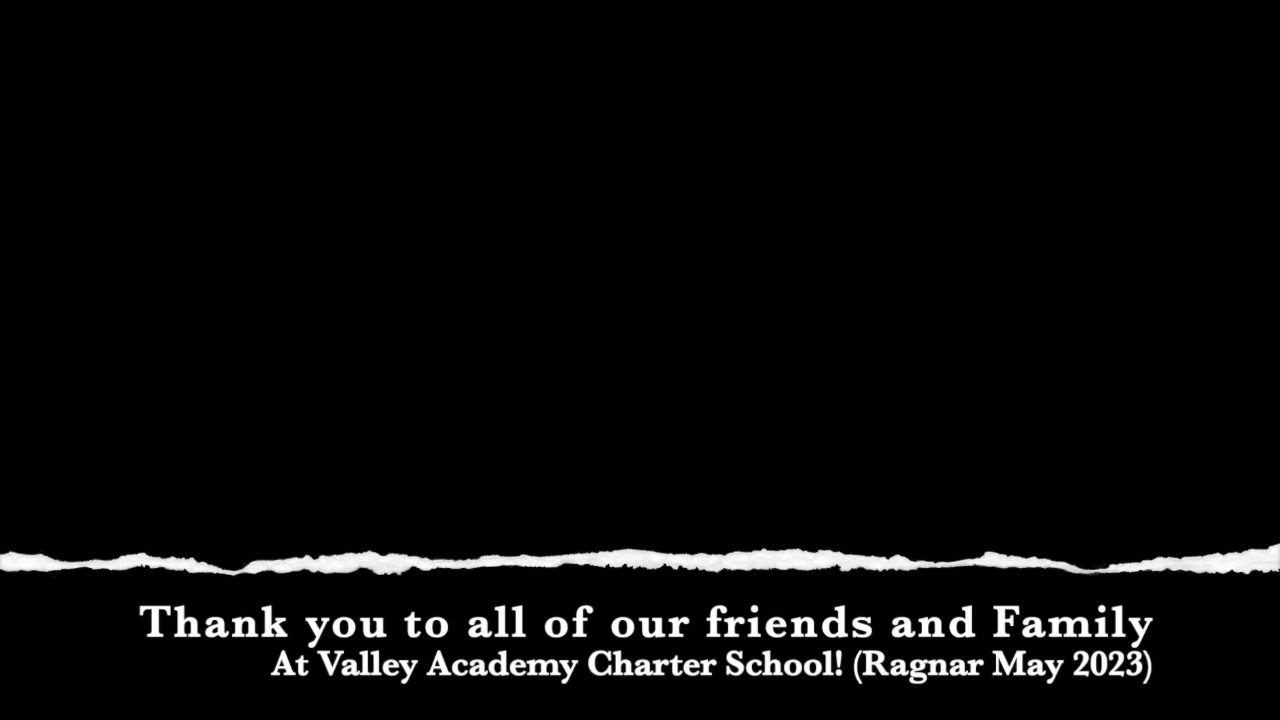 Thank you to all of our friends and Family
At Valley Academy Charter School! (Ragnar May 2023)